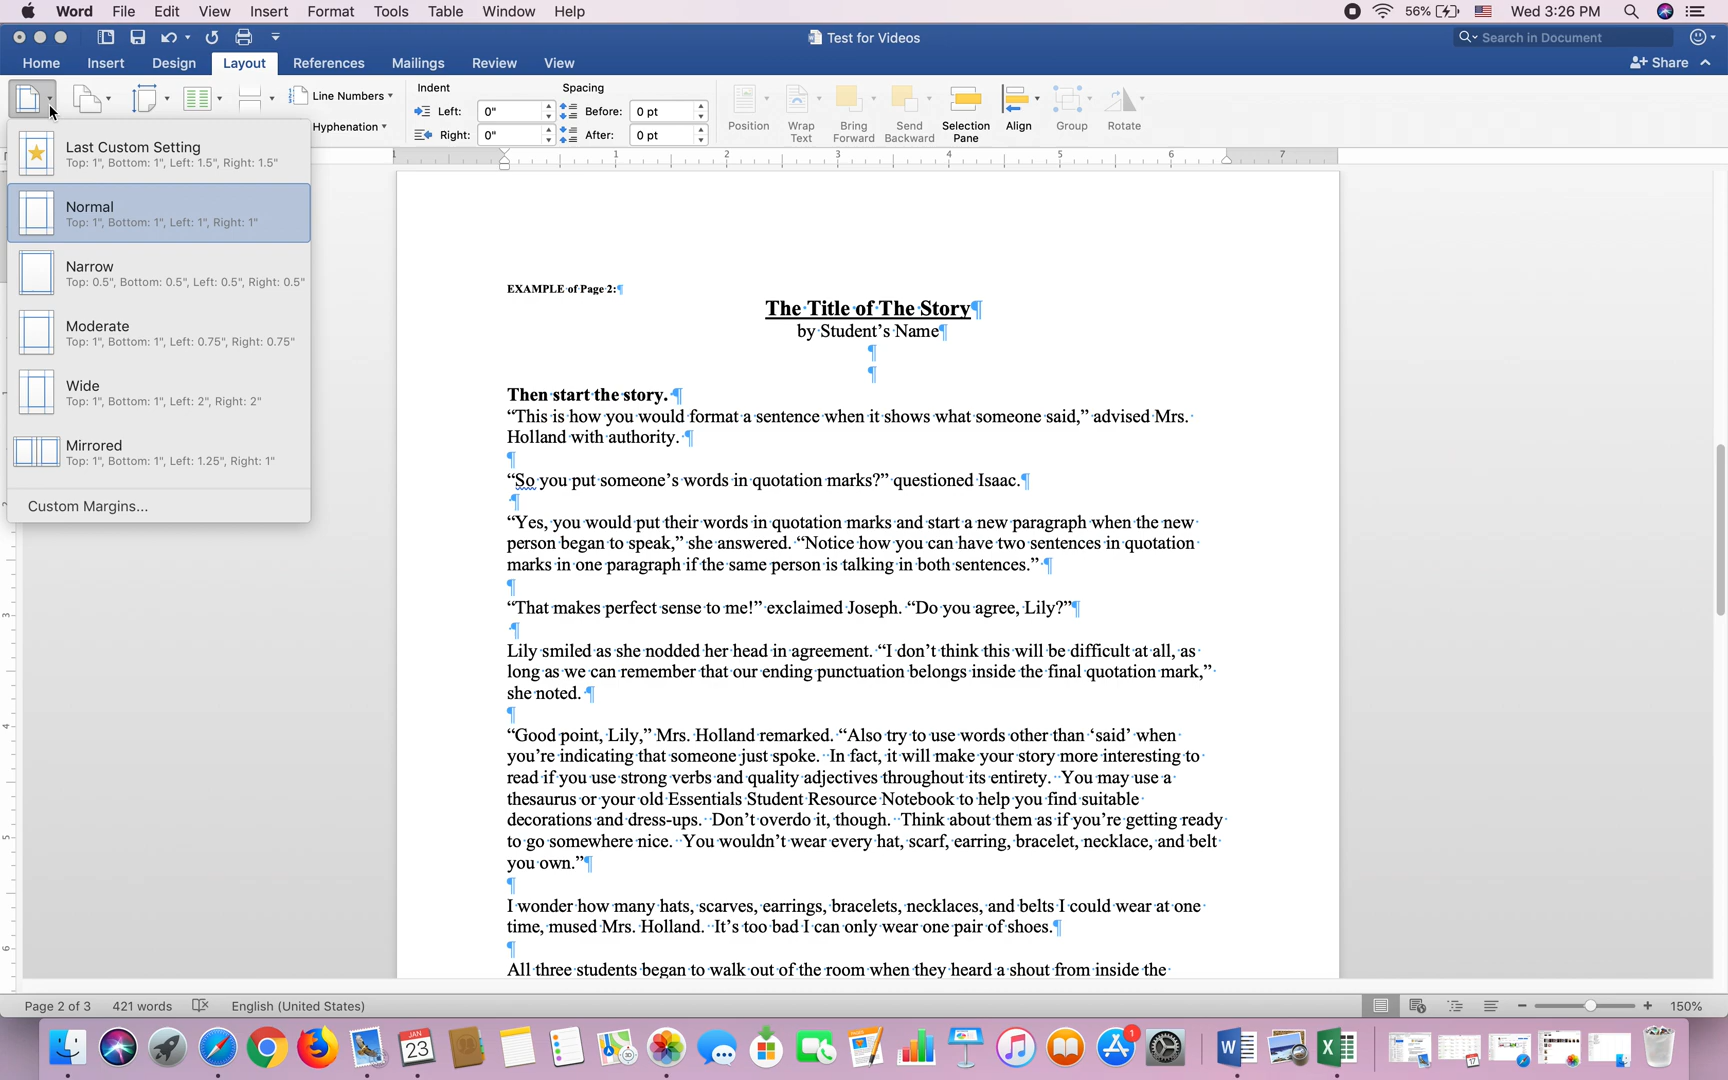 Word File Edit View Insert Format Tools Table Window Help 56% Wed 3:26 PM
Test for Videos Search in Document
Home Insert Design Layout References Mailings Review View Share
Line Numbers Indent Spacing
Left: 0" Before: 0 pt
Hyphenation Right: 0" After: 0 pt
Position Wrap Text Bring Forward Send Backward Selection Pane Align Group Rotate
Last Custom Setting
Top: 1", Bottom: 1", Left: 1.5", Right: 1.5"
Normal
Top: 1", Bottom: 1", Left: 1", Right: 1"
Narrow
Top: 0.5", Bottom: 0.5", Left: 0.5", Right: 0.5"
Moderate
Top: 1", Bottom: 1", Left: 0.75", Right: 0.75"
Wide
Top: 1", Bottom: 1", Left: 2", Right: 2"
Mirrored
Top: 1", Bottom: 1", Left: 1.25", Right: 1"
Custom Margins...
1 1 2 3 4 5 6 7
3
4
5
6
EXAMPLE of Page 2:¶
The Title of The Story¶
by Student’s Name¶
¶
¶
Then start the story. ¶
“This is how you would format a sentence when it shows what someone said,” advised Mrs.
Holland with authority. ¶
¶
“So you put someone’s words in quotation marks?” questioned Isaac.¶
¶
“Yes, you would put their words in quotation marks and start a new paragraph when the new
person began to speak,” she answered. “Notice how you can have two sentences in quotation
marks in one paragraph if the same person is talking in both sentences.” ¶
¶
“That makes perfect sense to me!” exclaimed Joseph. “Do you agree, Lily?”¶
¶
Lily smiled as she nodded her head in agreement. “I don’t think this will be difficult at all, as
long as we can remember that our ending punctuation belongs inside the final quotation mark,”
she noted. ¶
¶
“Good point, Lily,” Mrs. Holland remarked. “Also try to use words other than ‘said’ when
you’re indicating that someone just spoke.  In fact, it will make your story more interesting to
read if you use strong verbs and quality adjectives throughout its entirety.  You may use a
thesaurus or your old Essentials Student Resource Notebook to help you find suitable
decorations and dress-ups.  Don’t overdo it, though.  Think about them as if you’re getting ready
to go somewhere nice.  You wouldn’t wear every hat, scarf, earring, bracelet, necklace, and belt
you own.”¶
¶
I wonder how many hats, scarves, earrings, bracelets, necklaces, and belts I could wear at one
time, mused Mrs. Holland.  It’s too bad I can only wear one pair of shoes.¶
¶
All three students began to walk out of the room when they heard a shout from inside the
Page 2 of 3 421 words English (United States) 150%
JAN
23
1
W
X
17